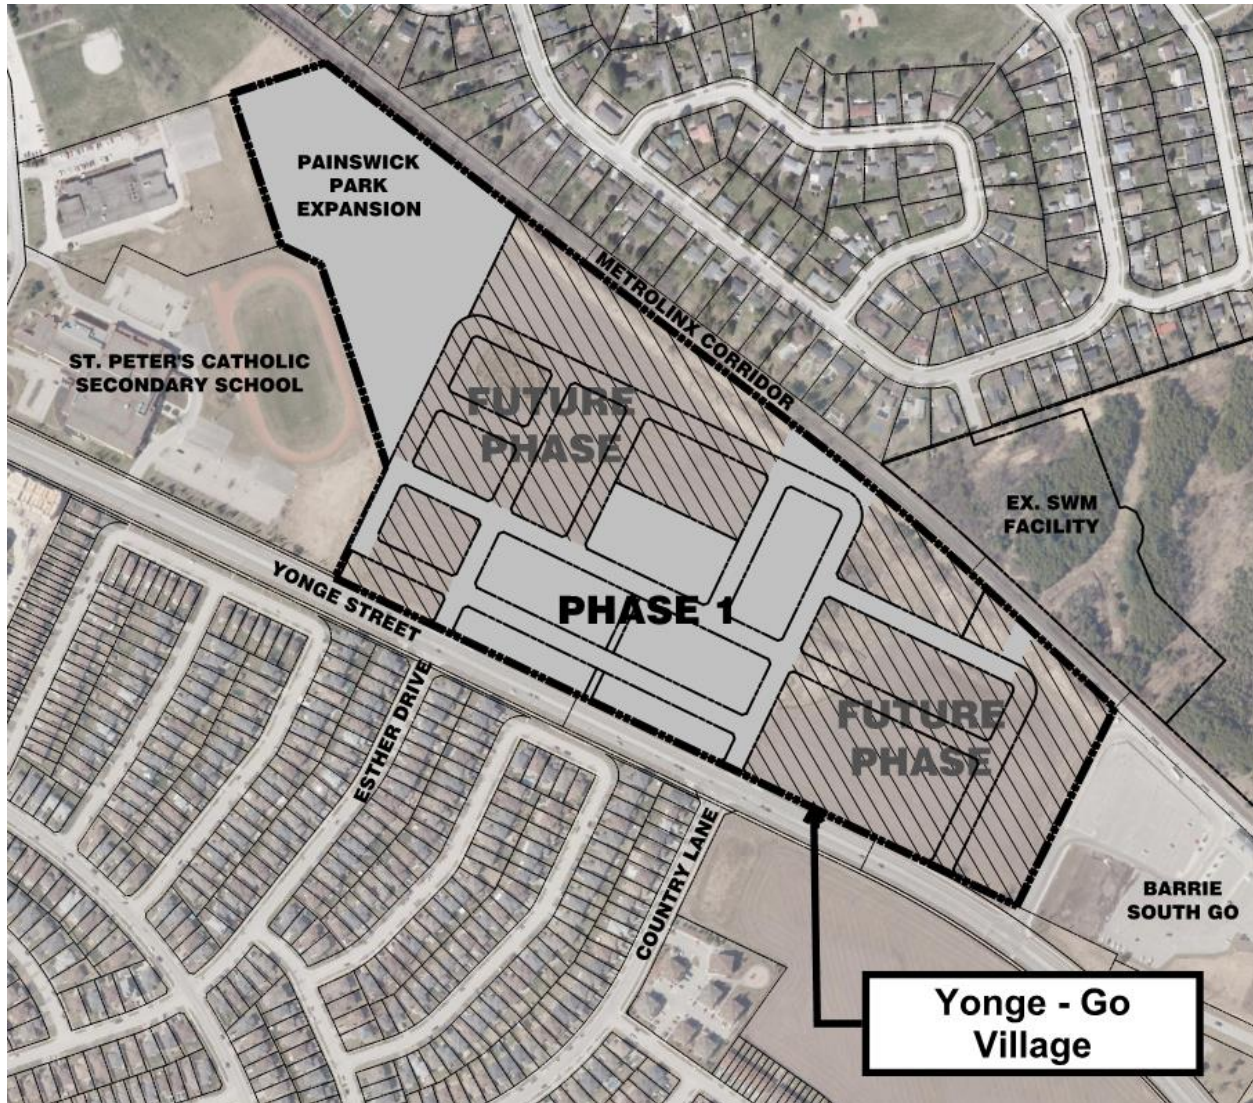 PAINSWICK
PARK
EXPANSION
METROLINX CORRIDOR
ST. PETER'S CATHOLIC
SECONDARY SCHOOL
FUTURE
PHASE
EX. SWM
FACILITY
YONGE STREET
PHASE 1
ESTHER DRIVE
FUTURE
PHASE
COUNTRY LANE
BARRIE
SOUTH GO
Yonge - Go
Village